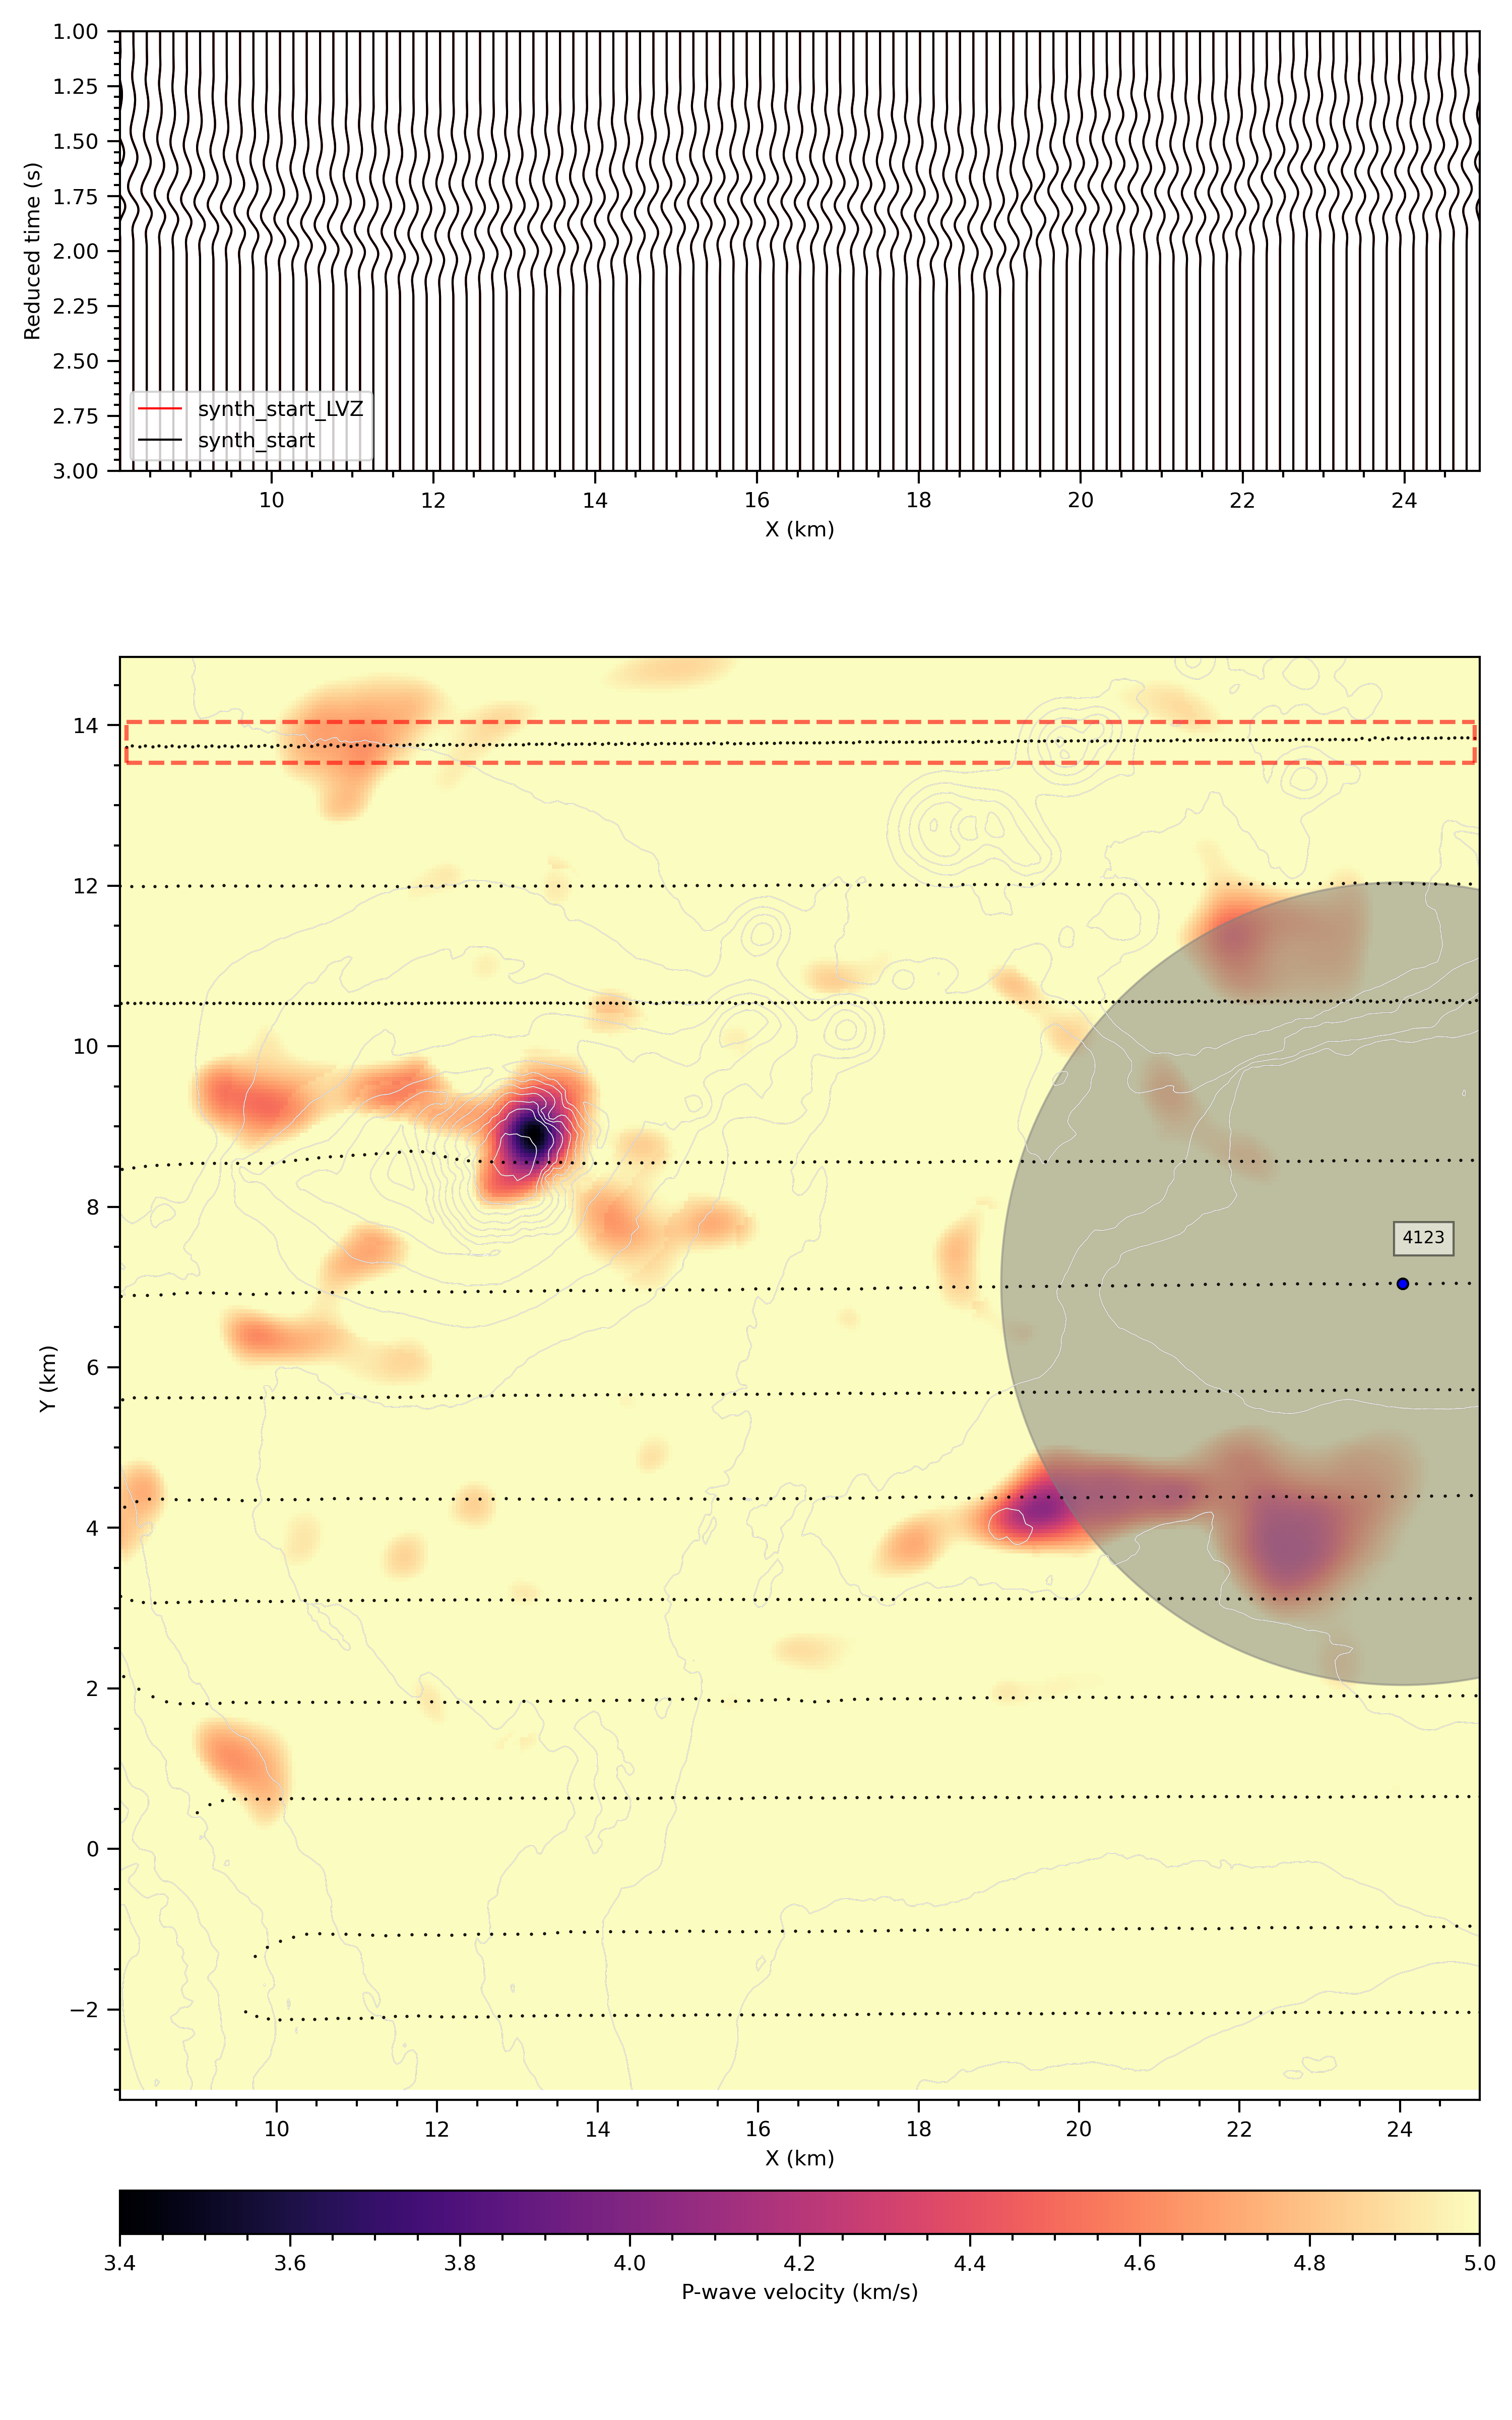 1.00
1.25
1.50
1.75
2.00
2.25
2.50
2.75
3.00
Reduced time (s)
synth_start_LVZ
synth_start
10 12 14 16 18 20 22 24
X (km)
14
12
10
8
6
4
2
0
−2
Y (km)
4123
10 12 14 16 18 20 22 24
X (km)
3.4 3.6 3.8 4.0 4.2 4.4 4.6 4.8 5.0
P-wave velocity (km/s)